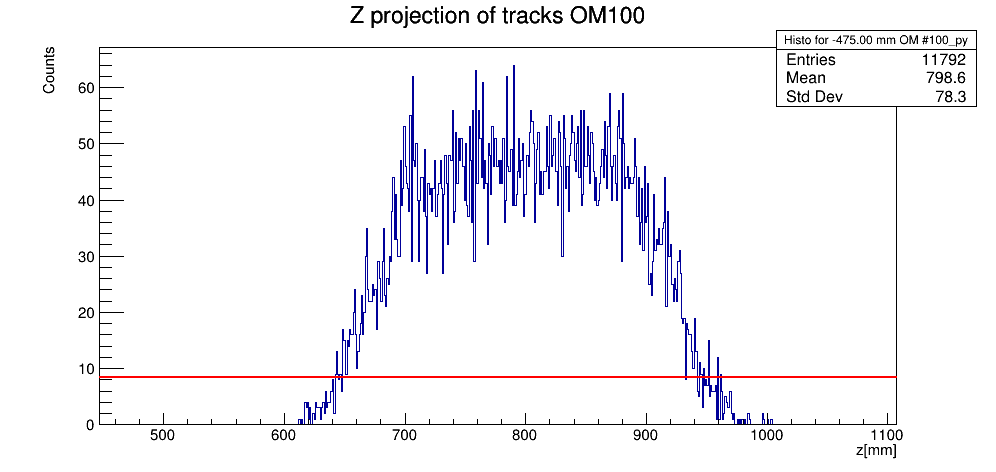 Z projection of tracks OM100
Histo for -475.00 mm OM #100_py
Entries 11792
Mean 798.6
Std Dev 78.3
Counts
60
50
40
30
20
10
0
500 600 700 800 900 1000 1100
z[mm]